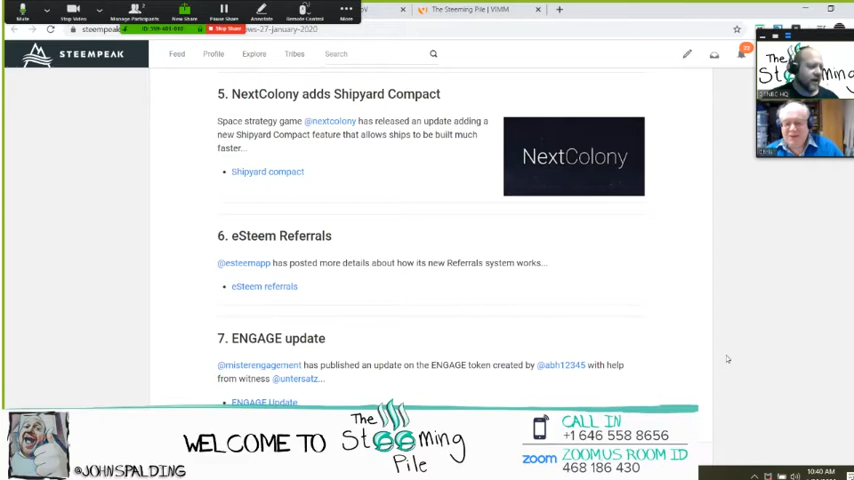 Mute
Stop Video
Manage Participants
2
New Share
Pause Share
Annotate
Remote Control
More
Stop Share
The Steeming Pile | VIMM
steempeak
ws-27-january-2020
STEEMPEAK
Feed
Profile
Explore
Tribes
Search
5. NextColony adds Shipyard Compact
Space strategy game @nextcolony has released an update adding a
new Shipyard Compact feature that allows ships to be built much
faster...
Shipyard compact
NextColony
6. eSteem Referrals
@esteemapp has posted more details about how its new Referrals system works...
eSteem referrals
7. ENGAGE update
@misterengagement has published an update on the ENGAGE token created by @abh12345 with help
from witness @untersatz...
ENGAGE Update
@JOHNSPALDING
WELCOME TO
The
Steeming
Pile
CALL IN
+1 646 558 8656
zoom
ZOOMUS ROOM ID
468 186 430
10:40 AM